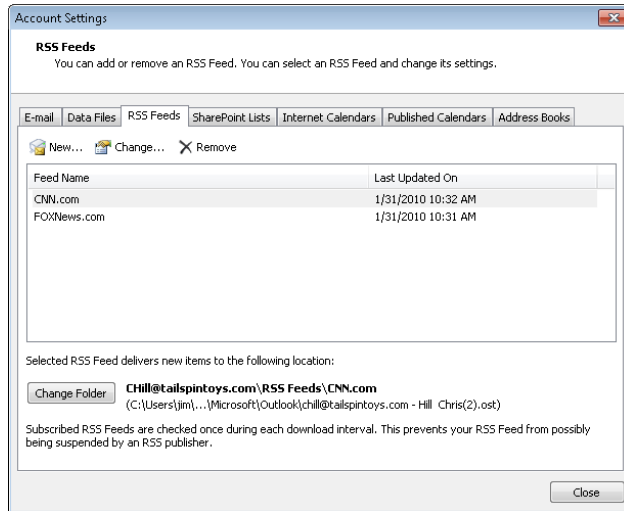 Account Settings
RSS Feeds
You can add or remove an RSS Feed. You can select an RSS Feed and change its settings.
E-mail Data Files RSS Feeds SharePoint Lists Internet Calendars Published Calendars Address Books
New... Change... Remove
Feed Name Last Updated On
CNN.com 1/31/2010 10:32 AM
FOXNews.com 1/31/2010 10:31 AM
Selected RSS Feed delivers new items to the following location:
Change Folder CHill@tailspintoys.com\RSS Feeds\CNN.com
(C:\Users\jim\...\Microsoft\Outlook\chill@tailspintoys.com - Hill Chris(2).ost)
Subscribed RSS Feeds are checked once during each download interval. This prevents your RSS Feed from possibly
being suspended by an RSS publisher.
Close